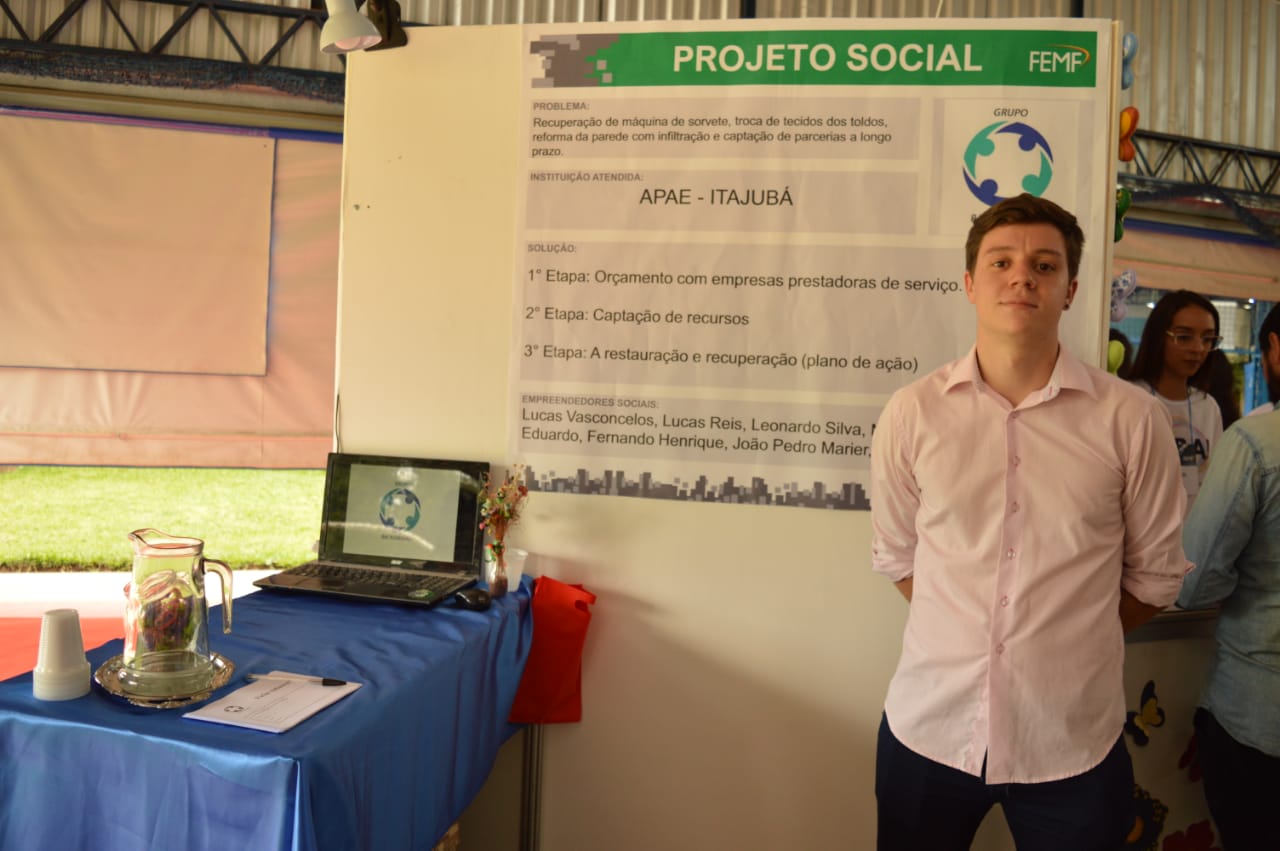 PROJETO SOCIAL
FEMF
PROBLEMA:
Recuperação de máquina de sorvete, troca de tecidos dos toldos,
reforma da parede com infiltração e captação de parcerias a longo
prazo.
GRUPO
INSTITUIÇÃO ATENDIDA:
APAE - ITAJUBÁ
SOLUÇÃO:
1° Etapa: Orçamento com empresas prestadoras de serviço.
2° Etapa: Captação de recursos
3° Etapa: A restauração e recuperação (plano de ação)
EMPREENDEDORES SOCIAIS:
Lucas Vasconcelos, Lucas Reis, Leonardo Silva,
Eduardo, Fernando Henrique, João Pedro Marier,